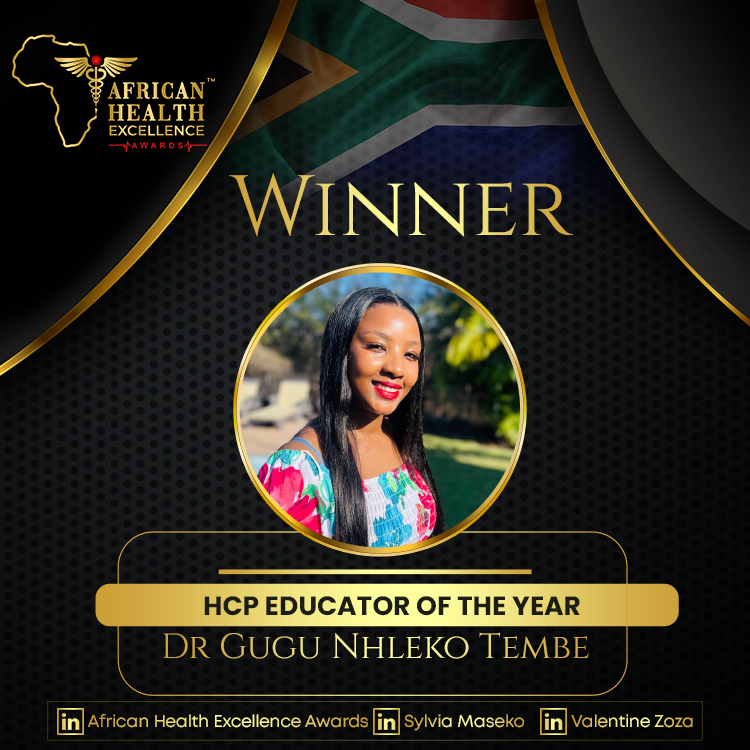 AFRICAN™
HEALTH
EXCELLENCE
AWARDS
WINNER
HCP EDUCATOR OF THE YEAR
DR GUGU NHLEKO TEMBE
in African Health Excellence Awards in Sylvia Maseko in Valentine Zoza